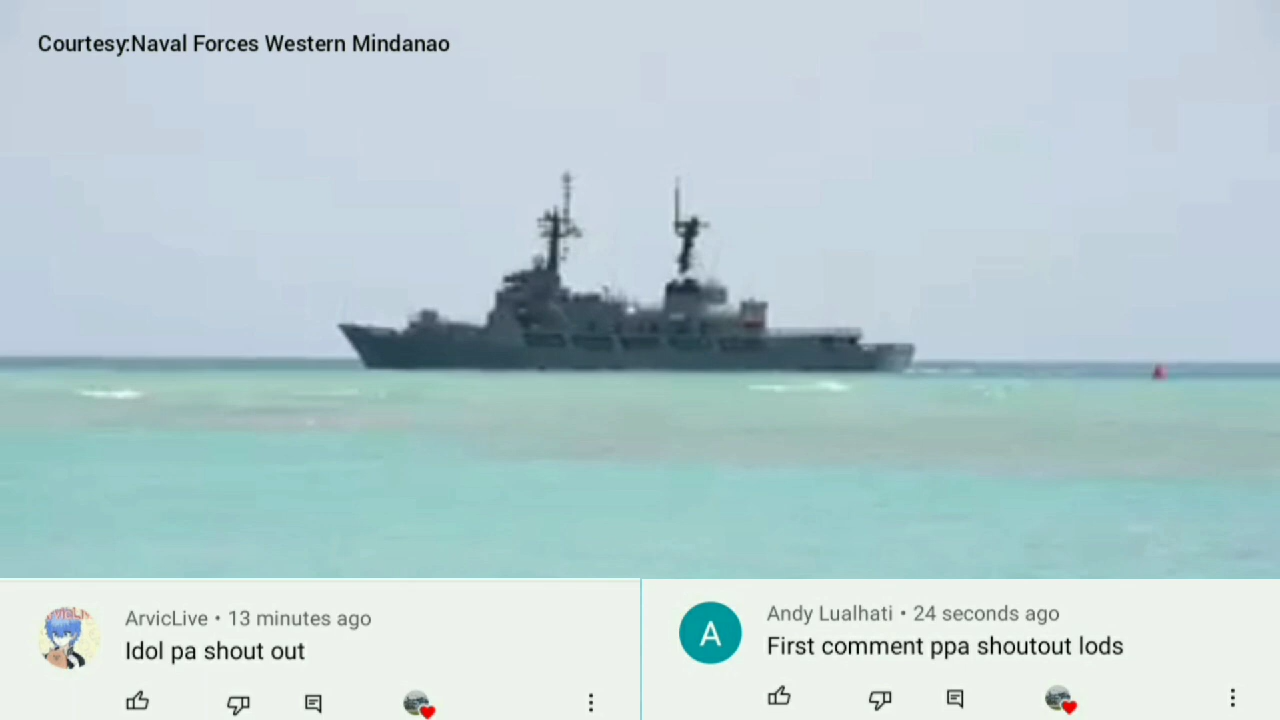 Courtesy:Naval Forces Western Mindanao
ArvicLive • 13 minutes ago
Idol pa shout out
A
Andy Lualhati • 24 seconds ago
First comment ppa shoutout lods